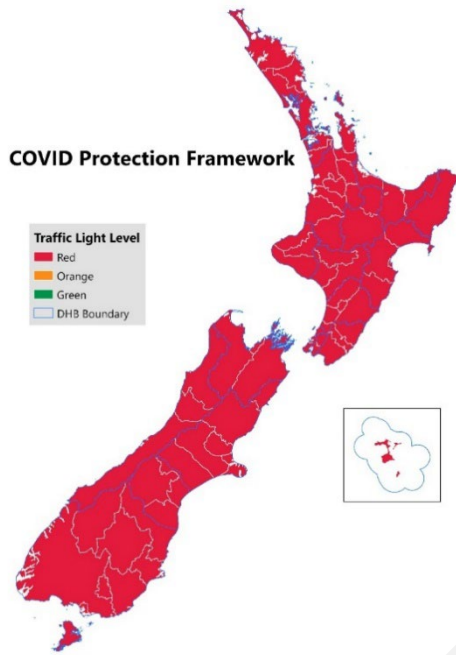 COVID Protection Framework
Traffic Light Level
Red
Orange
Green
DHB Boundary